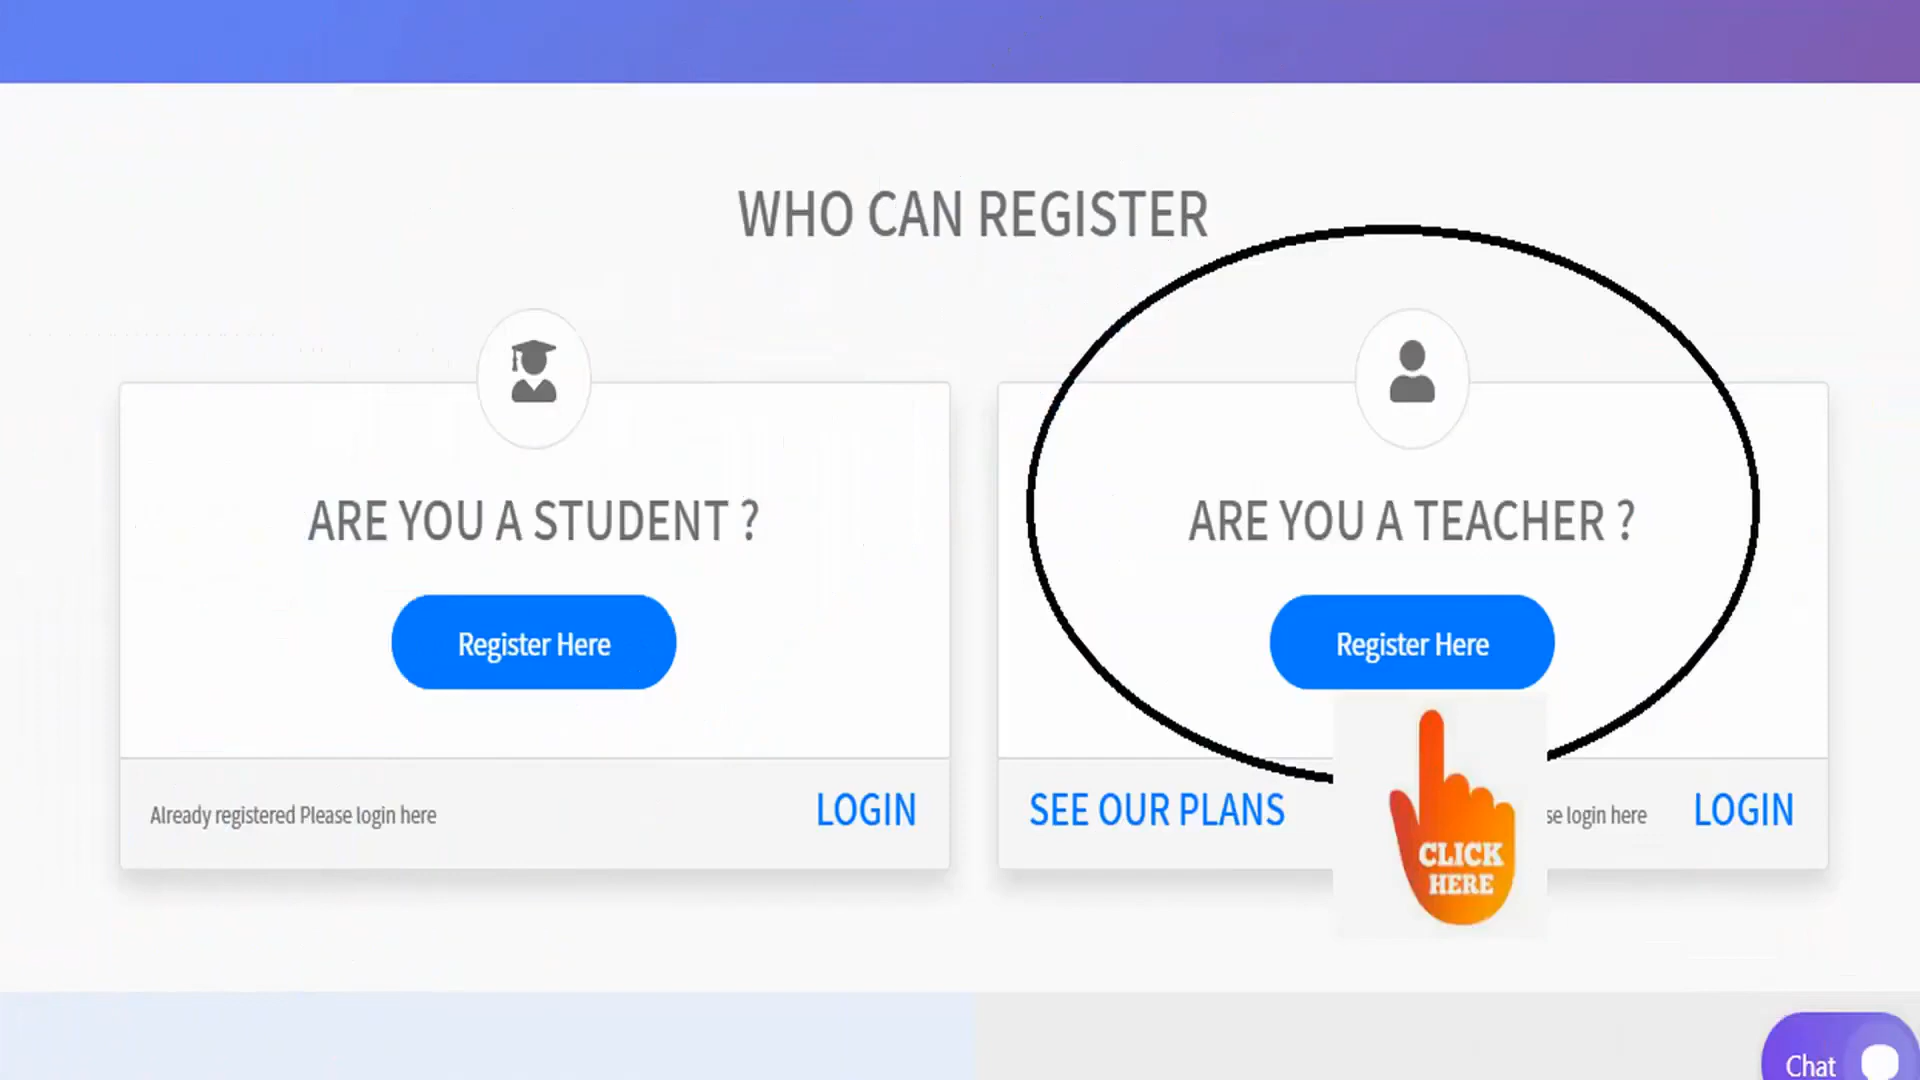 WHO CAN REGISTER
ARE YOU A STUDENT ?
Register Here
Already registered Please login here
LOGIN
ARE YOU A TEACHER ?
Register Here
SEE OUR PLANS
login here
LOGIN
CLICK
HERE
Chat